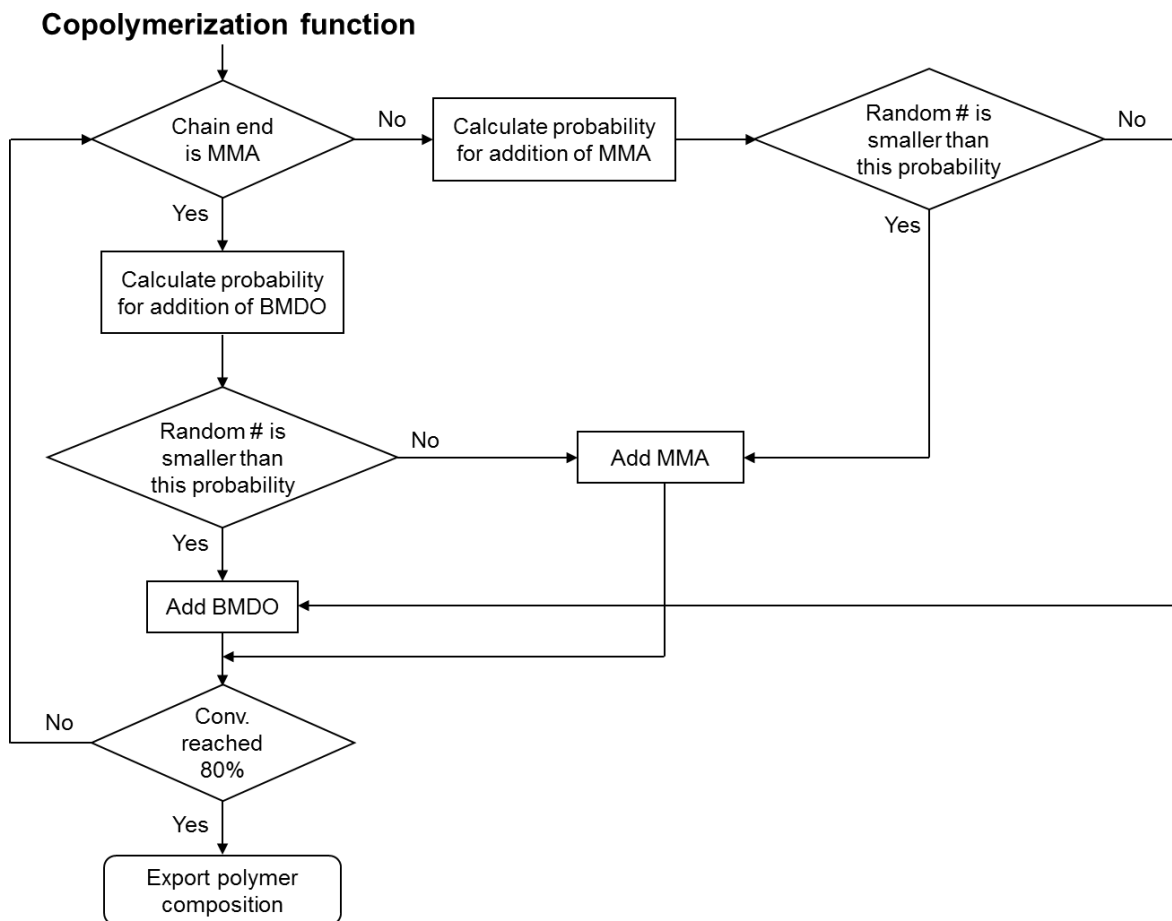 Copolymerization function
Chain end
is MMA
No
Calculate probability
for addition of MMA
Random # is
smaller than
this probability
No
Yes
Yes
Calculate probability
for addition of BMDO
Random # is
smaller than
this probability
No
Add MMA
Yes
Add BMDO
No
Conv.
reached
80%
Yes
Export polymer
composition